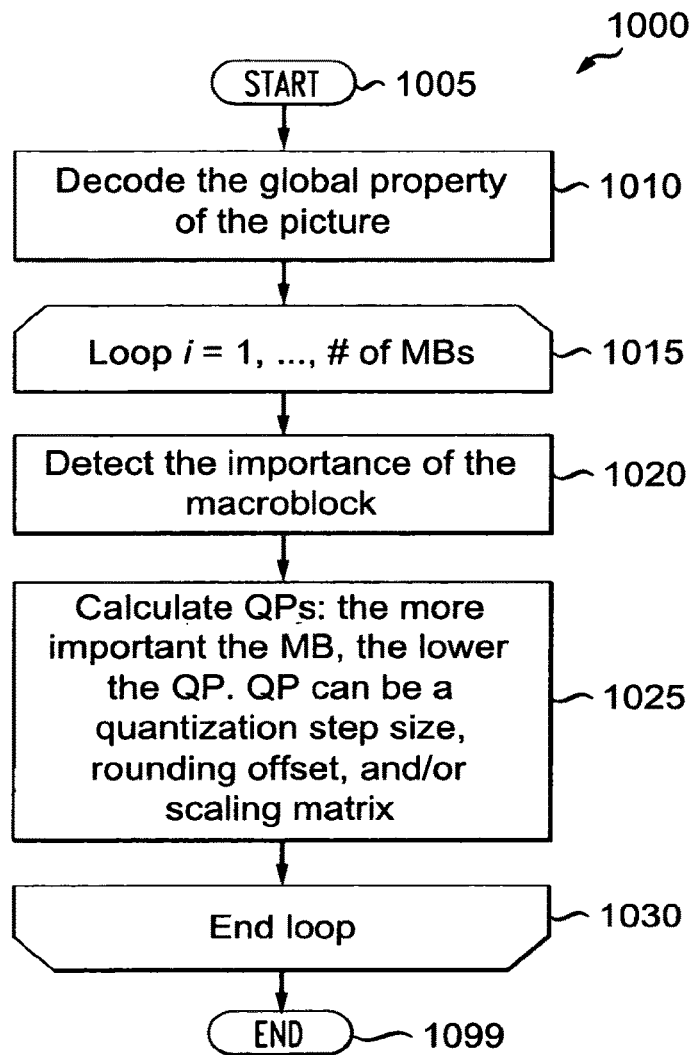 1000
START 1005
Decode the global property
of the picture
1010
Loop i = 1, ..., # of MBs
1015
Detect the importance of the
macroblock
1020
Calculate QPs: the more
important the MB, the lower
the QP. QP can be a
quantization step size,
rounding offset, and/or
scaling matrix
1025
End loop
1030
END 1099